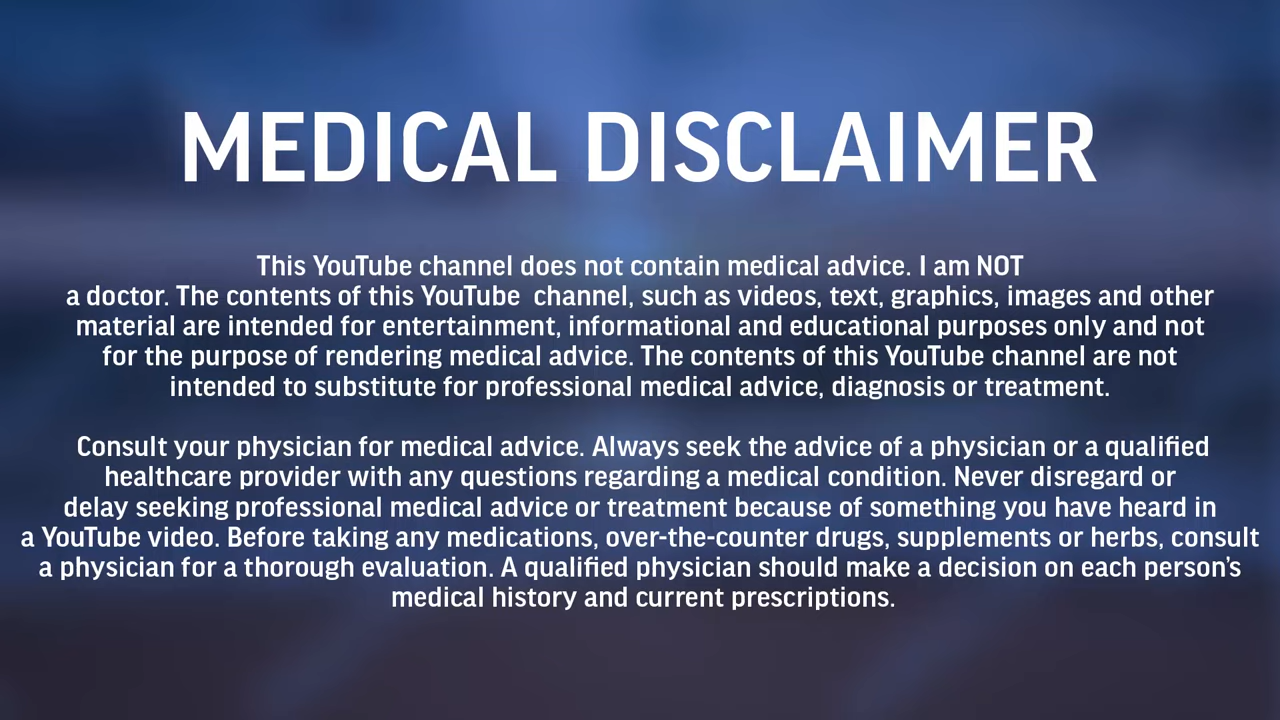 MEDICAL DISCLAIMER
This YouTube channel does not contain medical advice. I am NOT
a doctor. The contents of this YouTube  channel, such as videos, text, graphics, images and other
material are intended for entertainment, informational and educational purposes only and not
for the purpose of rendering medical advice. The contents of this YouTube channel are not
intended to substitute for professional medical advice, diagnosis or treatment.
Consult your physician for medical advice. Always seek the advice of a physician or a qualified
healthcare provider with any questions regarding a medical condition. Never disregard or
delay seeking professional medical advice or treatment because of something you have heard in
a YouTube video. Before taking any medications, over-the-counter drugs, supplements or herbs, consult
a physician for a thorough evaluation. A qualified physician should make a decision on each person’s
medical history and current prescriptions.